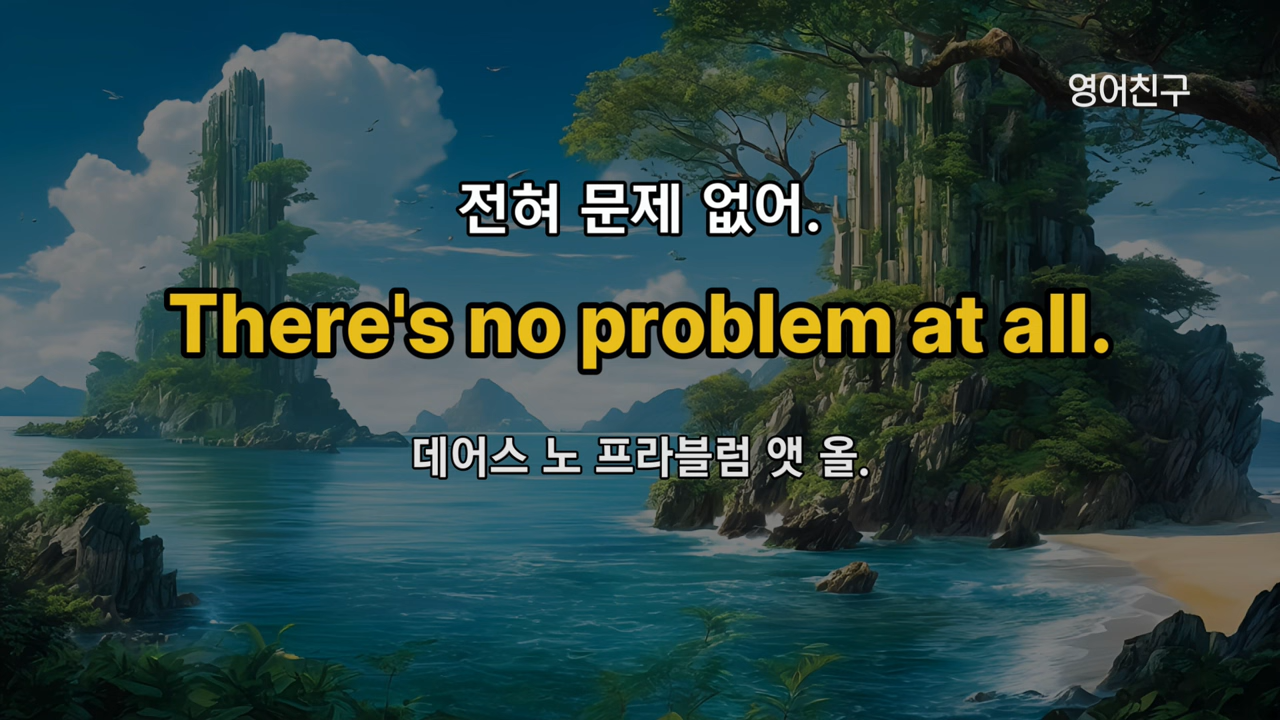 영어친구
전혀 문제 없어.
There's no problem at all.
데어스 노 프라블럼 앳 올.